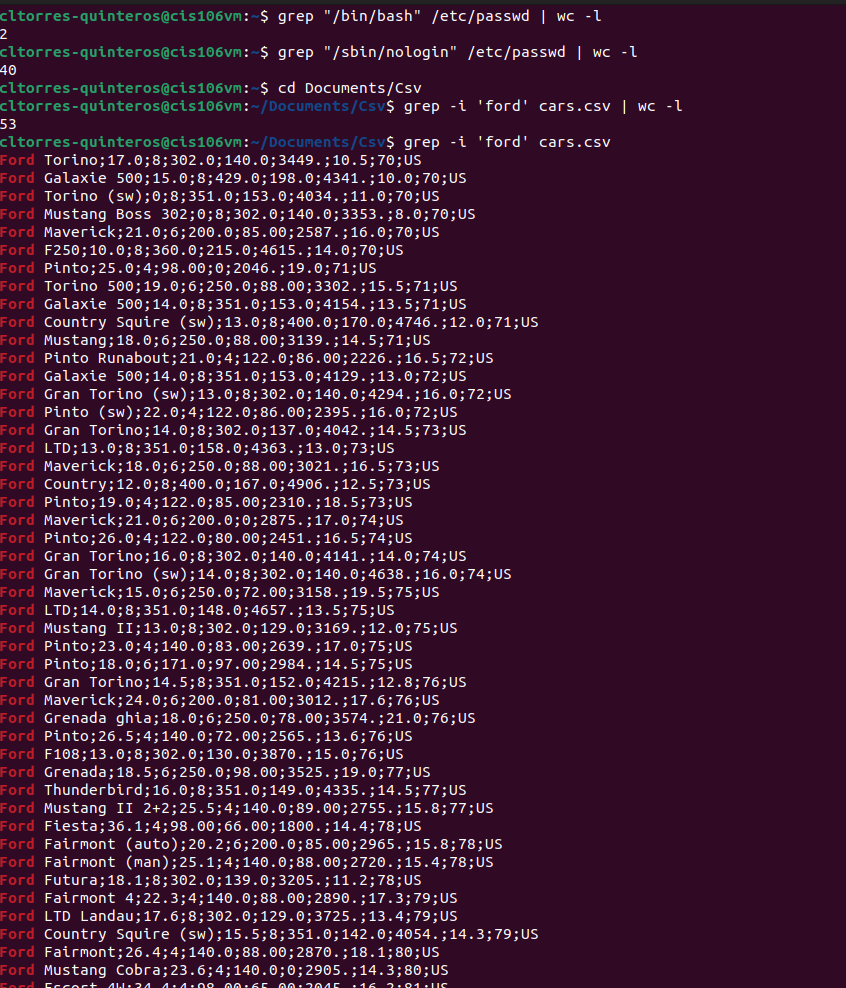 cltorres-quinteros@cis106vm:~$ grep "/bin/bash" /etc/passwd | wc -l
2
cltorres-quinteros@cis106vm:~$ grep "/sbin/nologin" /etc/passwd | wc -l
40
cltorres-quinteros@cis106vm:~$ cd Documents/Csv
cltorres-quinteros@cis106vm:~/Documents/Csv$ grep -i 'ford' cars.csv | wc -l
53
cltorres-quinteros@cis106vm:~/Documents/Csv$ grep -i 'ford' cars.csv
Ford Torino;17.0;8;302.0;140.0;3449.;10.5;70;US
Ford Galaxie 500;15.0;8;429.0;198.0;4341.;10.0;70;US
Ford Torino (sw);0;8;351.0;153.0;4034.;11.0;70;US
Ford Mustang Boss 302;0;8;302.0;140.0;3353.;8.0;70;US
Ford Maverick;21.0;6;200.0;85.00;2587.;16.0;70;US
Ford F250;10.0;8;360.0;215.0;4615.;14.0;70;US
Ford Pinto;25.0;4;98.00;0;2046.;19.0;71;US
Ford Torino 500;19.0;6;250.0;88.00;3302.;15.5;71;US
Ford Galaxie 500;14.0;8;351.0;153.0;4154.;13.5;71;US
Ford Country Squire (sw);13.0;8;400.0;170.0;4746.;12.0;71;US
Ford Mustang;18.0;6;250.0;88.00;3139.;14.5;71;US
Ford Pinto Runabout;21.0;4;122.0;86.00;2226.;16.5;72;US
Ford Galaxie 500;14.0;8;351.0;153.0;4129.;13.0;72;US
Ford Gran Torino (sw);13.0;8;302.0;140.0;4294.;16.0;72;US
Ford Pinto (sw);22.0;4;122.0;86.00;2395.;16.0;72;US
Ford Gran Torino;14.0;8;302.0;137.0;4042.;14.5;73;US
Ford LTD;13.0;8;351.0;158.0;4363.;13.0;73;US
Ford Maverick;18.0;6;250.0;88.00;3021.;16.5;73;US
Ford Country;12.0;8;400.0;167.0;4906.;12.5;73;US
Ford Pinto;19.0;4;122.0;85.00;2310.;18.5;73;US
Ford Maverick;21.0;6;200.0;0;2875.;17.0;74;US
Ford Pinto;26.0;4;122.0;80.00;2451.;16.5;74;US
Ford Gran Torino;16.0;8;302.0;140.0;4141.;14.0;74;US
Ford Gran Torino (sw);14.0;8;302.0;140.0;4638.;16.0;74;US
Ford Maverick;15.0;6;250.0;72.00;3158.;19.5;75;US
Ford LTD;14.0;8;351.0;148.0;4657.;13.5;75;US
Ford Mustang II;13.0;8;302.0;129.0;3169.;12.0;75;US
Ford Pinto;23.0;4;140.0;83.00;2639.;17.0;75;US
Ford Pinto;18.0;6;171.0;97.00;2984.;14.5;75;US
Ford Gran Torino;14.5;8;351.0;152.0;4215.;12.8;76;US
Ford Maverick;24.0;6;200.0;81.00;3012.;17.6;76;US
Ford Grenada ghia;18.0;6;250.0;78.00;3574.;21.0;76;US
Ford Pinto;26.5;4;140.0;72.00;2565.;13.6;76;US
Ford F108;13.0;8;302.0;130.0;3870.;15.0;76;US
Ford Grenada;18.5;6;250.0;98.00;3525.;19.0;77;US
Ford Thunderbird;16.0;8;351.0;149.0;4335.;14.5;77;US
Ford Mustang II 2+2;25.5;4;140.0;89.00;2755.;15.8;77;US
Ford Fiesta;36.1;4;98.00;66.00;1800.;14.4;78;US
Ford Fairmont (auto);20.2;6;200.0;85.00;2965.;15.8;78;US
Ford Fairmont (man);25.1;4;140.0;88.00;2720.;15.4;78;US
Ford Futura;18.1;8;302.0;139.0;3205.;11.2;78;US
Ford Fairmont 4;22.3;4;140.0;88.00;2890.;17.3;79;US
Ford LTD Landau;17.6;8;302.0;129.0;3725.;13.4;79;US
Ford Country Squire (sw);15.5;8;351.0;142.0;4054.;14.3;79;US
Ford Fairmont;26.4;4;140.0;88.00;2870.;18.1;80;US
Ford Mustang Cobra;23.6;4;140.0;0;2905.;14.3;80;US
Ford Escort 4W;34.4;4;98.00;65.00;2045.;16.2;81;US